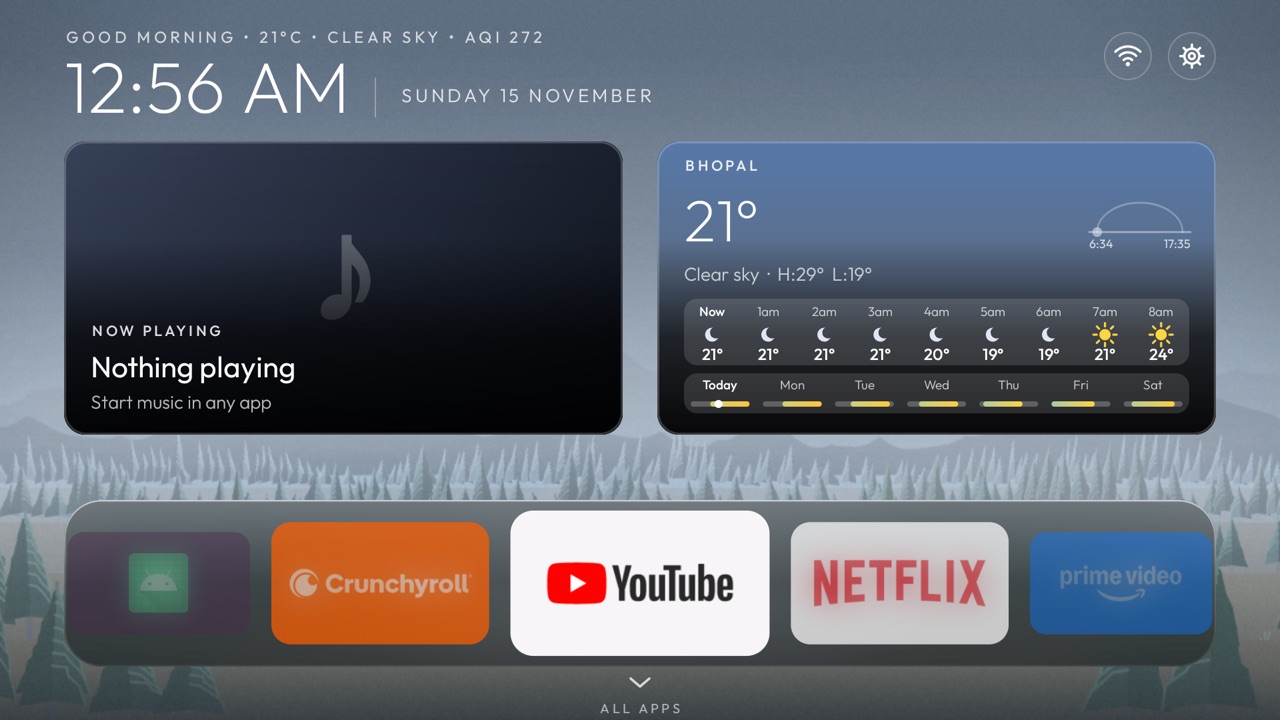 GOOD MORNING • 21°C • CLEAR SKY • AQI 272
12:56 AM
SUNDAY 15 NOVEMBER
NOW PLAYING
Nothing playing
Start music in any app
BHOPAL
21°
6:34 17:35
Clear sky · H:29° L:19°
Now 1am 2am 3am 4am 5am 6am 7am 8am
21° 21° 21° 21° 20° 19° 19° 21° 24°
Today Mon Tue Wed Thu Fri Sat
Crunchyroll
YouTube
NETFLIX
prime video
ALL APPS